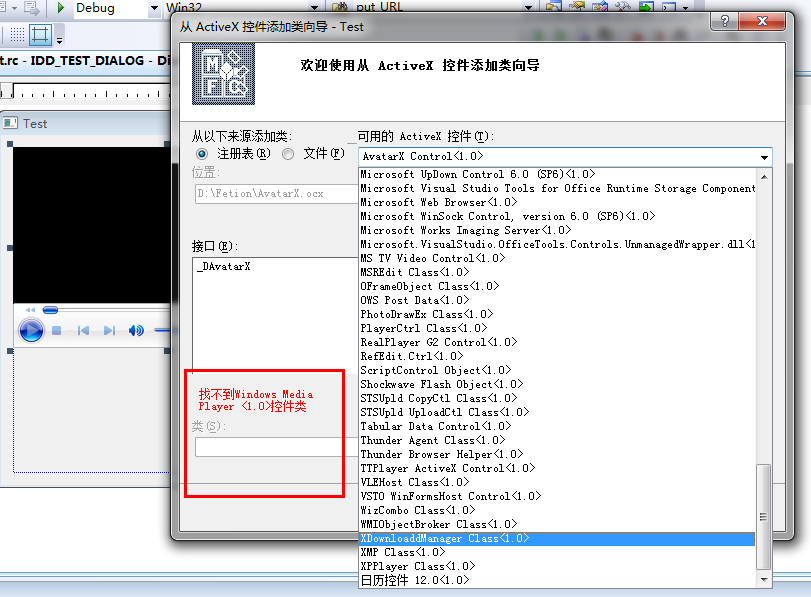 Debug
Win32
put_URL
t.rc - IDD_TEST_DIALOG - Di
Test
从 ActiveX 控件添加类向导 - Test
MFC
欢迎使用从 ActiveX 控件添加类向导
从以下来源添加类:
注册表(R)
文件(F)
位置:
D:\Fetion\AvatarX.ocx
接口(E):
_DAvatarX
找不到Windows Media
Player <1.0>控件类
类(S):
可用的 ActiveX 控件(T):
AvatarX Control<1.0>
Microsoft UpDown Control 6.0 (SP6)<1.0>
Microsoft Visual Studio Tools for Office Runtime Storage Component
Microsoft Web Browser<1.0>
Microsoft WinSock Control, version 6.0 (SP6)<1.0>
Microsoft Works Imaging Server<1.0>
Microsoft.VisualStudio.OfficeTools.Controls.UnmanagedWrapper.dll<1
MS TV Video Control<1.0>
MSREdit Class<1.0>
OFrameObject Class<1.0>
OWS Post Data<1.0>
PhotoDrawEx Class<1.0>
PlayerCtrl Class<1.0>
RealPlayer G2 Control<1.0>
RefEdit.Ctrl<1.0>
ScriptControl Object<1.0>
Shockwave Flash Object<1.0>
STSUpld CopyCtl Class<1.0>
STSUpld UploadCtl Class<1.0>
Tabular Data Control<1.0>
Thunder Agent Class<1.0>
Thunder Browser Helper<1.0>
TTPlayer ActiveX Control<1.0>
VLEHost Class<1.0>
VSTO WinFormsHost Control<1.0>
WizCombo Class<1.0>
WMIObjectBroker Class<1.0>
XDownloaddManager Class<1.0>
XMP Class<1.0>
XPPlayer Class<1.0>
日历控件 12.0<1.0>